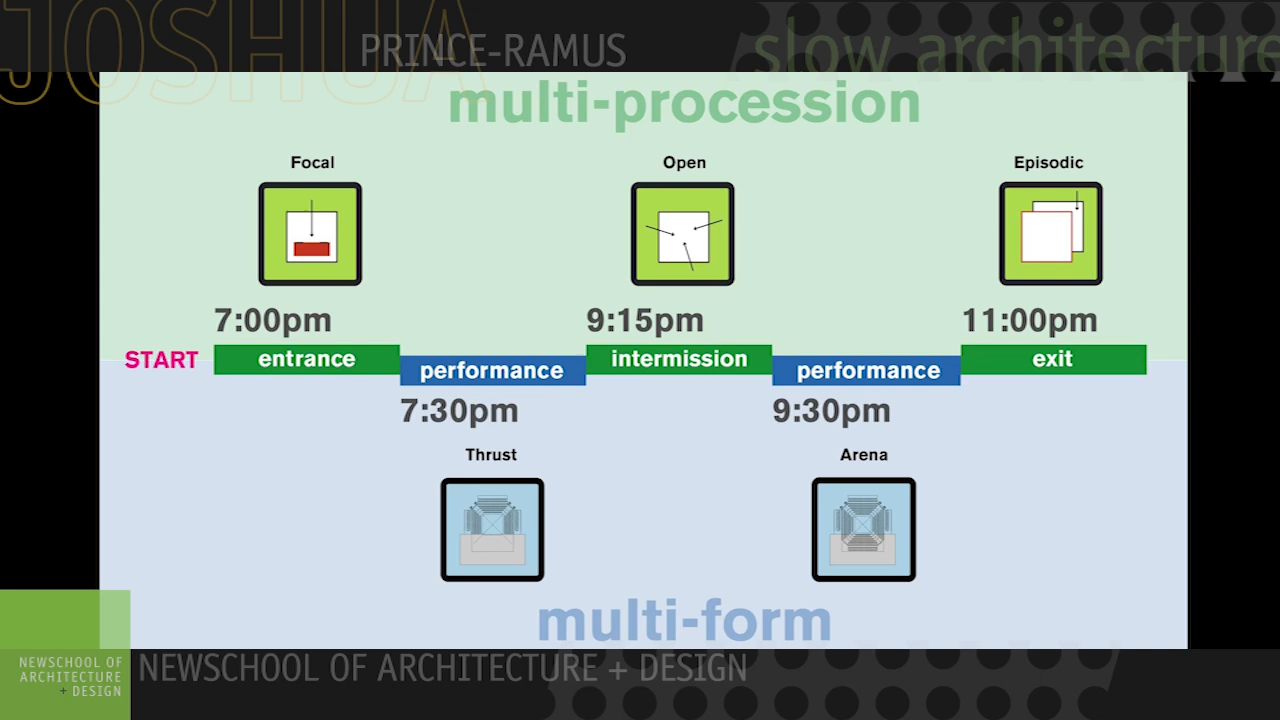 JOSHUA
PRINCE-RAMUS
slow architecture
multi-procession
Focal
Open
Episodic
7:00pm
9:15pm
11:00pm
START
entrance
performance
intermission
performance
exit
7:30pm
9:30pm
Thrust
Arena
multi-form
NEWSCHOOL OF
ARCHITECTURE
+ DESIGN
NEWSCHOOL OF ARCHITECTURE + DESIGN